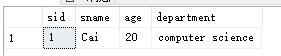 sid sname age department
1 1 Cai 20 computer science